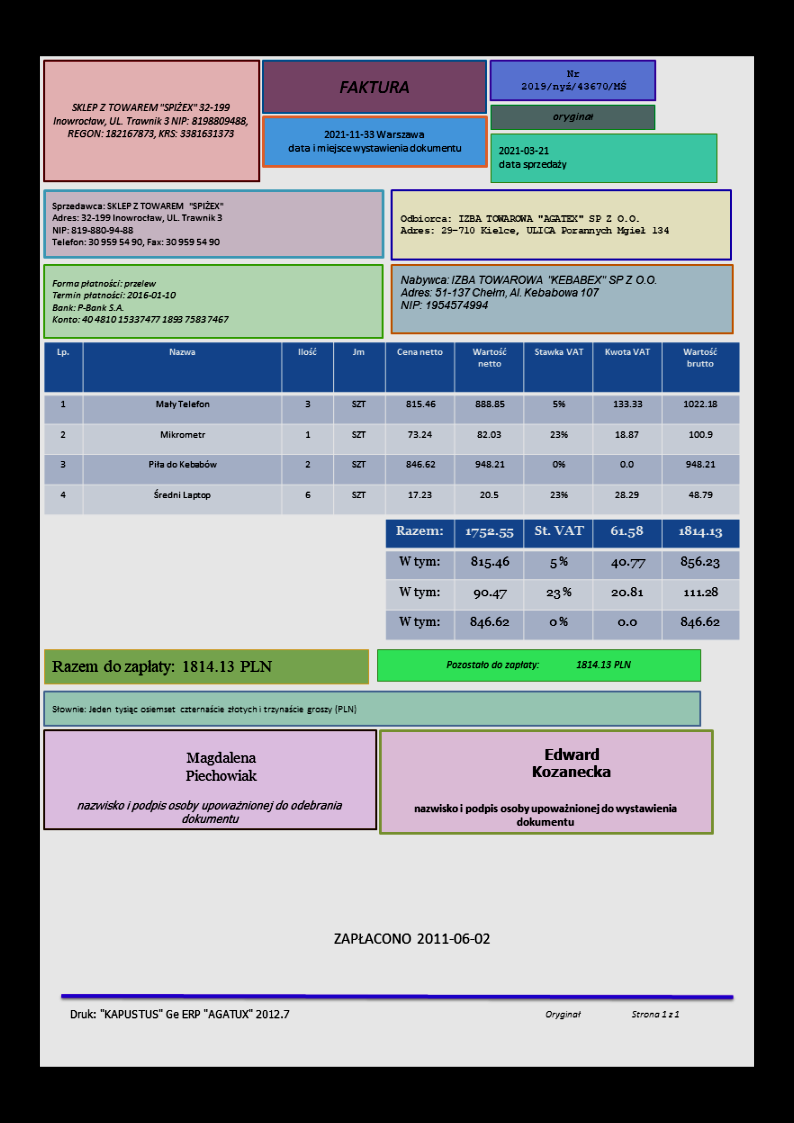 SKLEP Z TOWAREM "SPIŻEX" 32-199
Inowrocław, UL. Trawnik 3 NIP: 8198809488,
REGON: 182167873, KRS: 3381631373
FAKTURA
2021-11-33 Warszawa
data i miejsce wystawienia dokumentu
Nr
2019/nyź/43670/MŚ
oryginał
2021-03-21
data sprzedaży
Sprzedawca: SKLEP Z TOWAREM "SPIŻEX"
Adres: 32-199 Inowrocław, UL. Trawnik 3
NIP: 819-880-94-88
Telefon: 30 959 54 90, Fax: 30 959 54 90
Odbiorca: IZBA TOWAROWA "AGATEX" SP Z O.O.
Adres: 29-710 Kielce, ULICA Porannych Mgieł 134
Forma płatności: przelew
Termin płatności: 2016-01-10
Bank: P-Bank S.A.
Konto: 40 4810 15337477 1893 7583 7467
Nabywca: IZBA TOWAROWA "KEBABEX" SP Z O.O.
Adres: 51-137 Chełm, Al. Kebabowa 107
NIP: 1954574994
Lp. Nazwa Ilość Jm Cena netto Wartość netto Stawka VAT Kwota VAT Wartość brutto
1 Mały Telefon 3 SZT 815.46 888.85 5% 133.33 1022.18
2 Mikrometr 1 SZT 73.24 82.03 23% 18.87 100.9
3 Piła do Kebabów 2 SZT 846.62 948.21 0% 0.0 948.21
4 Średni Laptop 6 SZT 17.23 20.5 23% 28.29 48.79
Razem: 1752.55 St. VAT 61.58 1814.13
W tym: 815.46 5% 40.77 856.23
W tym: 90.47 23% 20.81 111.28
W tym: 846.62 0% 0.0 846.62
Razem do zapłaty: 1814.13 PLN
Pozostało do zapłaty: 1814.13 PLN
Słownie: Jeden tysiąc osiemset czternaście złotych i trzynaście groszy (PLN)
Magdalena
Piechowiak
nazwisko i podpis osoby upoważnionej do odebrania
dokumentu
Edward
Kozanecka
nazwisko i podpis osoby upoważnionej do wystawienia
dokumentu
ZAPŁACONO 2011-06-02
Druk: "KAPUSTUS" Ge ERP "AGATUX" 2012.7
Oryginał Strona 1 z 1